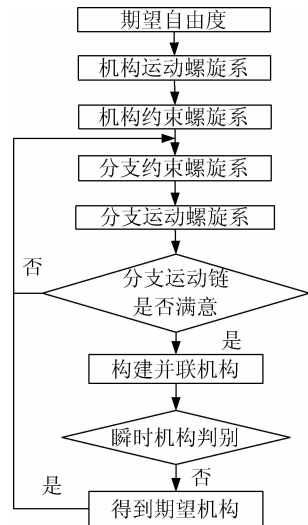 期望自由度
机构运动螺旋系
机构约束螺旋系
分支约束螺旋系
分支运动螺旋系
否
分支运动链
是否满意
是
构建并联机构
瞬时机构判别
是
否
得到期望机构